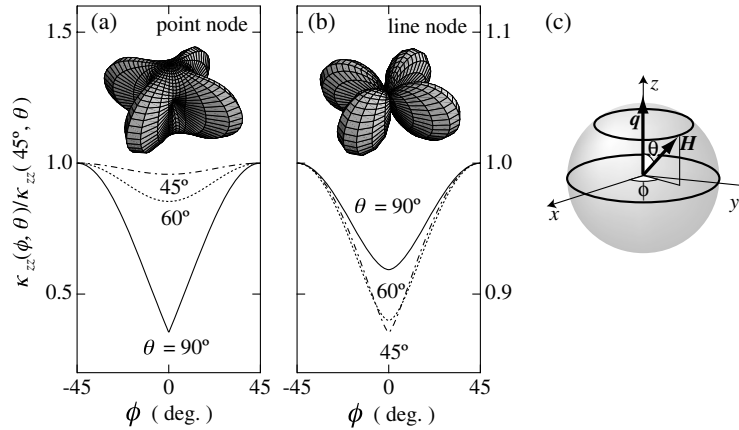 (a) point node
(b) line node
(c)
1.5
1.0
0.5
κzz(ϕ, θ)/κzz(45º, θ)
45º
60º
θ = 90º
-45 0 45
ϕ ( deg. )
1.1
1.0
0.9
θ = 90º
60º
45º
-45 0 45
ϕ ( deg. )
z
q
θ H
ϕ
x y